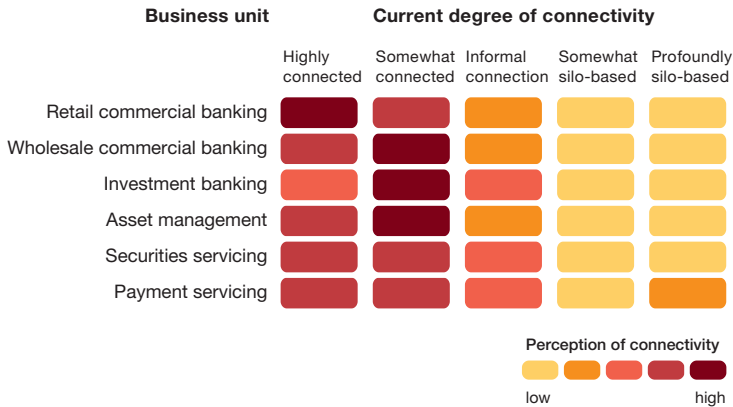 Business unit
Current degree of connectivity
Highly connected
Somewhat connected
Informal connection
Somewhat silo-based
Profoundly silo-based
Retail commercial banking
Wholesale commercial banking
Investment banking
Asset management
Securities servicing
Payment servicing
Perception of connectivity
low
high